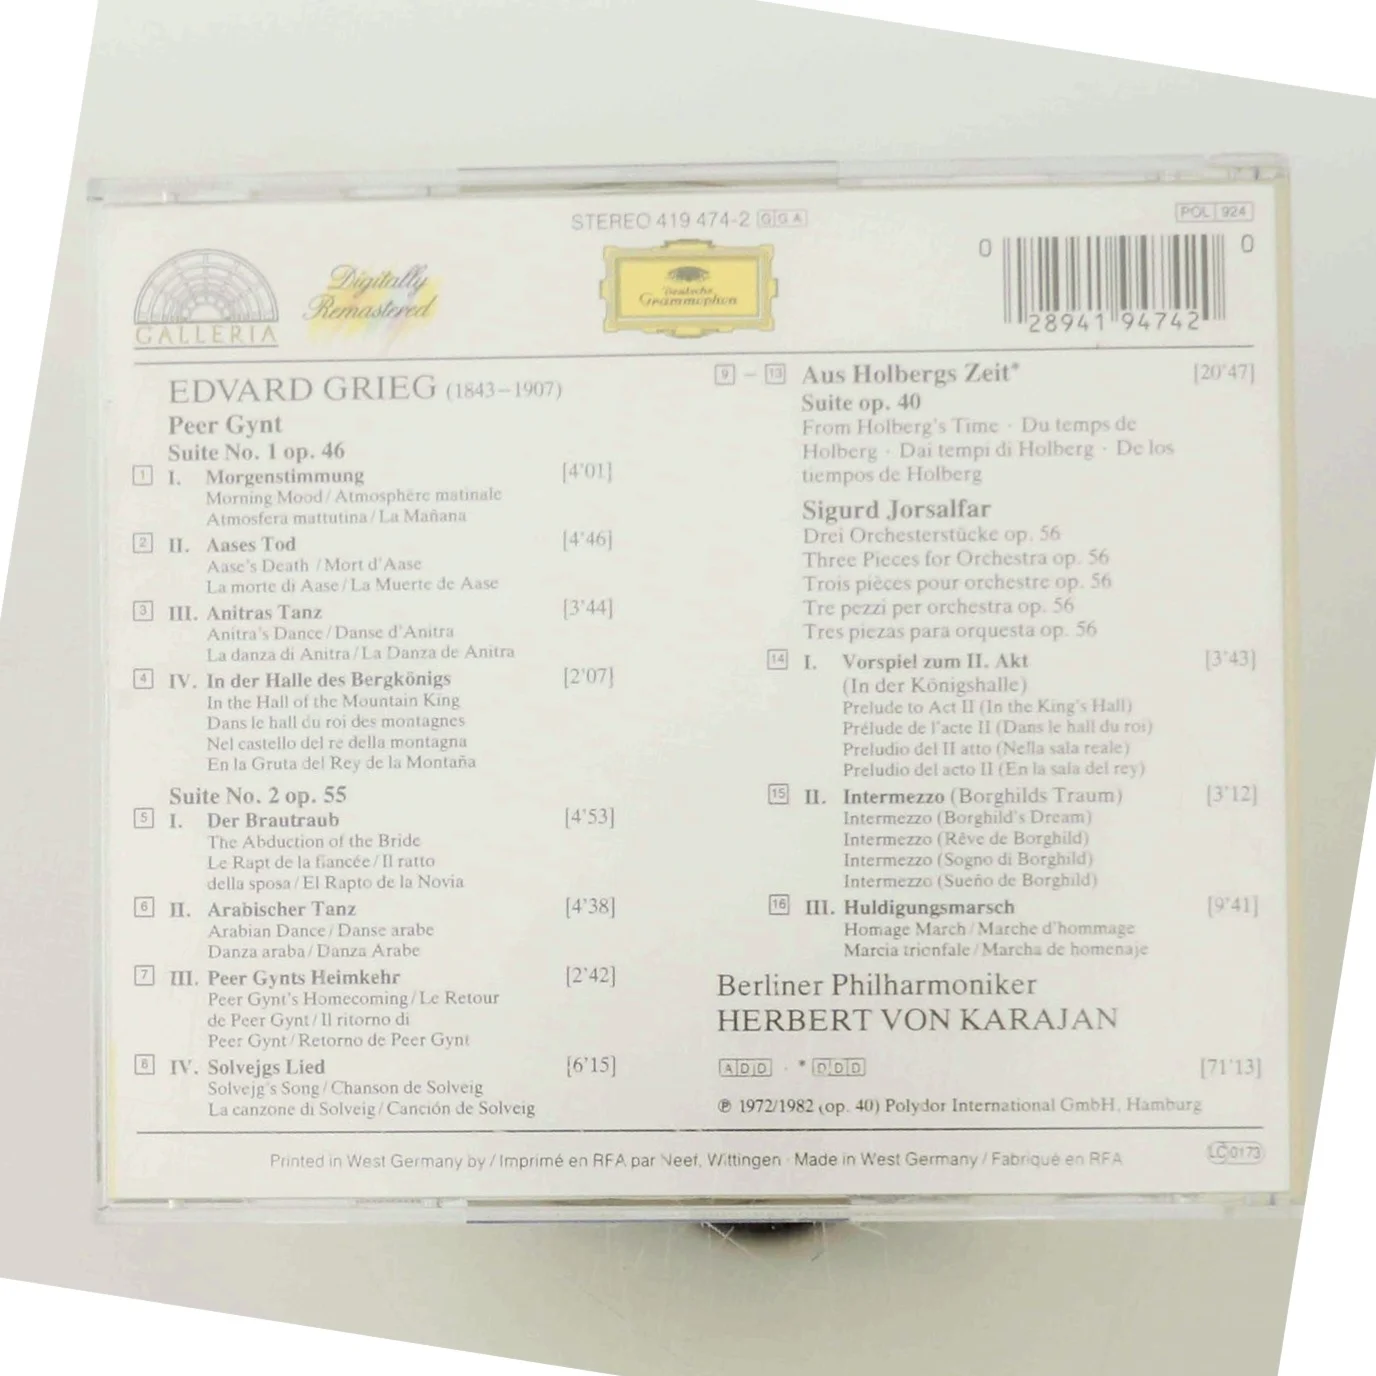 STEREO 419 474-2 GGA
POL 924
GALLERIA
Digitally
Remastered
Deutsche
Grammophon
0 28941 94742 0
EDVARD GRIEG (1843–1907)
Peer Gynt
Suite No. 1 op. 46
1 I. Morgenstimmung [4'01]
Morning Mood / Atmosphère matinale
Atmosfera mattutina / La Mañana
2 II. Aases Tod [4'46]
Aase's Death / Mort d'Aase
La morte di Aase / La Muerte de Aase
3 III. Anitras Tanz [3'44]
Anitra's Dance / Danse d'Anitra
La danza di Anitra / La Danza de Anitra
4 IV. In der Halle des Bergkönigs [2'07]
In the Hall of the Mountain King
Dans le hall du roi des montagnes
Nel castello del re della montagna
En la Gruta del Rey de la Montaña
Suite No. 2 op. 55
5 I. Der Brautraub [4'53]
The Abduction of the Bride
Le Rapt de la fiancée / Il ratto
della sposa / El Rapto de la Novia
6 II. Arabischer Tanz [4'38]
Arabian Dance / Danse arabe
Danza araba / Danza Arabe
7 III. Peer Gynts Heimkehr [2'42]
Peer Gynt's Homecoming / Le Retour
de Peer Gynt / Il ritorno di
Peer Gynt / Retorno de Peer Gynt
8 IV. Solvejgs Lied [6'15]
Solvejg's Song / Chanson de Solveig
La canzone di Solveig / Canción de Solveig
9 – 13 Aus Holbergs Zeit* [20'47]
Suite op. 40
From Holberg's Time · Du temps de
Holberg · Dai tempi di Holberg · De los
tiempos de Holberg
Sigurd Jorsalfar
Drei Orchesterstücke op. 56
Three Pieces for Orchestra op. 56
Trois pièces pour orchestre op. 56
Tre pezzi per orchestra op. 56
Tres piezas para orquesta op. 56
14 I. Vorspiel zum II. Akt [3'43]
(In der Königshalle)
Prelude to Act II (In the King's Hall)
Prélude de l'acte II (Dans le hall du roi)
Preludio del II atto (Nella sala reale)
Preludio del acto II (En la sala del rey)
15 II. Intermezzo (Borghilds Traum) [3'12]
Intermezzo (Borghild's Dream)
Intermezzo (Rêve de Borghild)
Intermezzo (Sogno di Borghild)
Intermezzo (Sueño de Borghild)
16 III. Huldigungsmarsch [9'41]
Homage March / Marche d'hommage
Marcia trionfale / Marcha de homenaje
Berliner Philharmoniker
HERBERT VON KARAJAN
ADD · * DDD [71'13]
℗ 1972/1982 (op. 40) Polydor International GmbH, Hamburg
Printed in West Germany by / Imprimé en RFA par Neef, Wittingen · Made in West Germany / Fabriqué en RFA
LC 0173